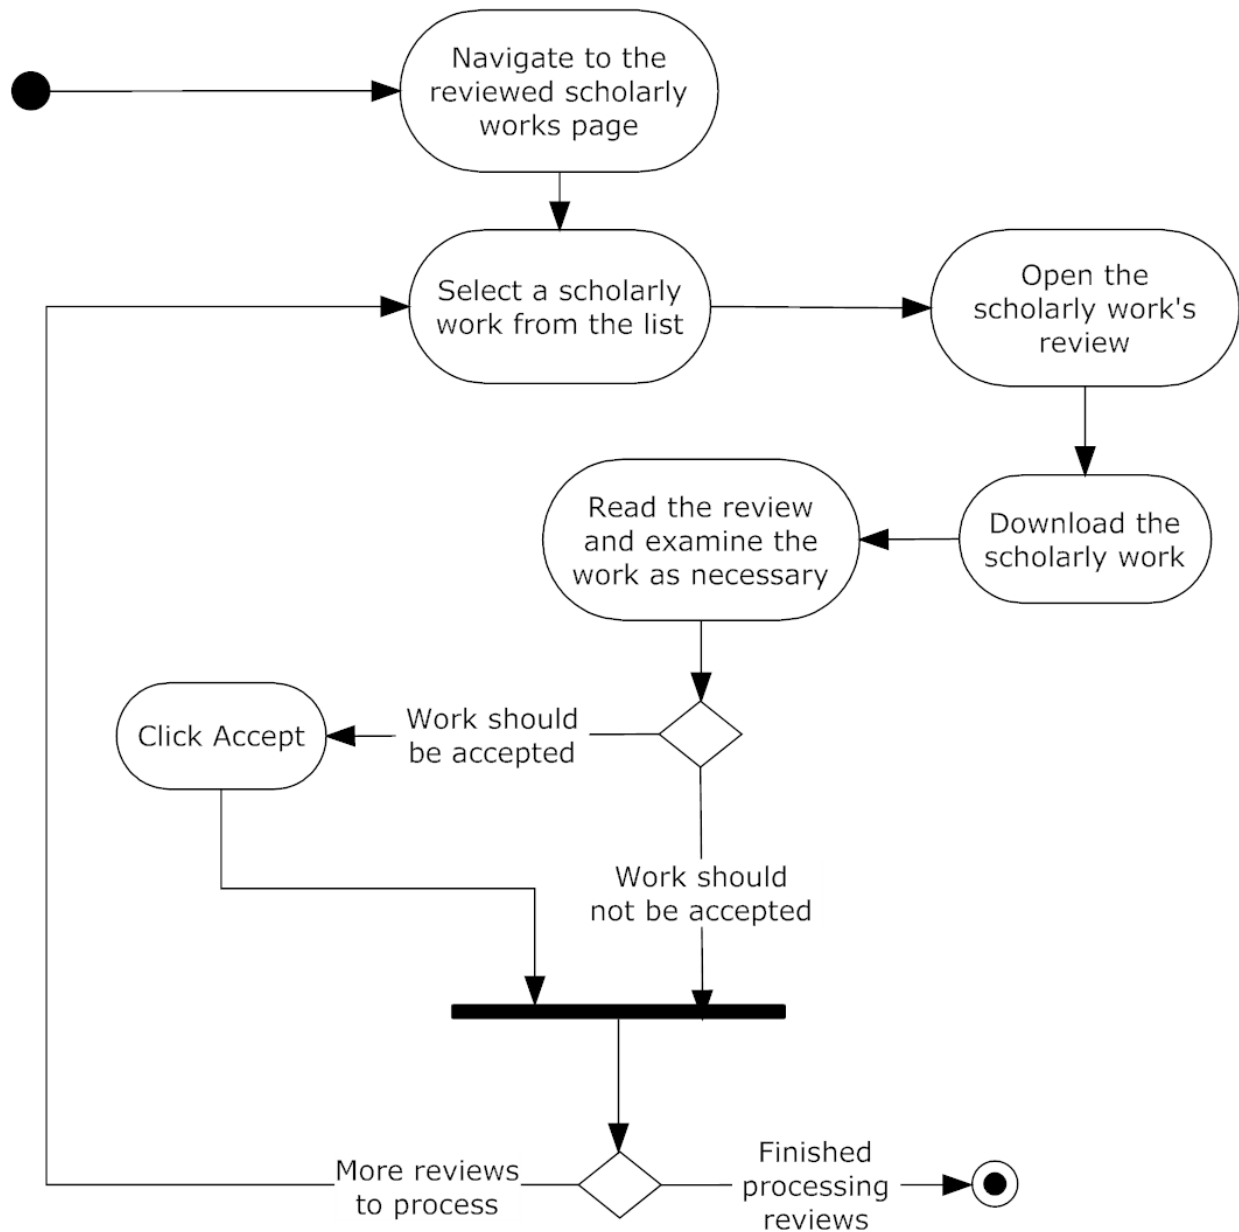 Navigate to the
reviewed scholarly
works page
Select a scholarly
work from the list
Open the
scholarly work's
review
Read the review
and examine the
work as necessary
Download the
scholarly work
Click Accept
Work should
be accepted
Work should
not be accepted
More reviews
to process
Finished
processing
reviews